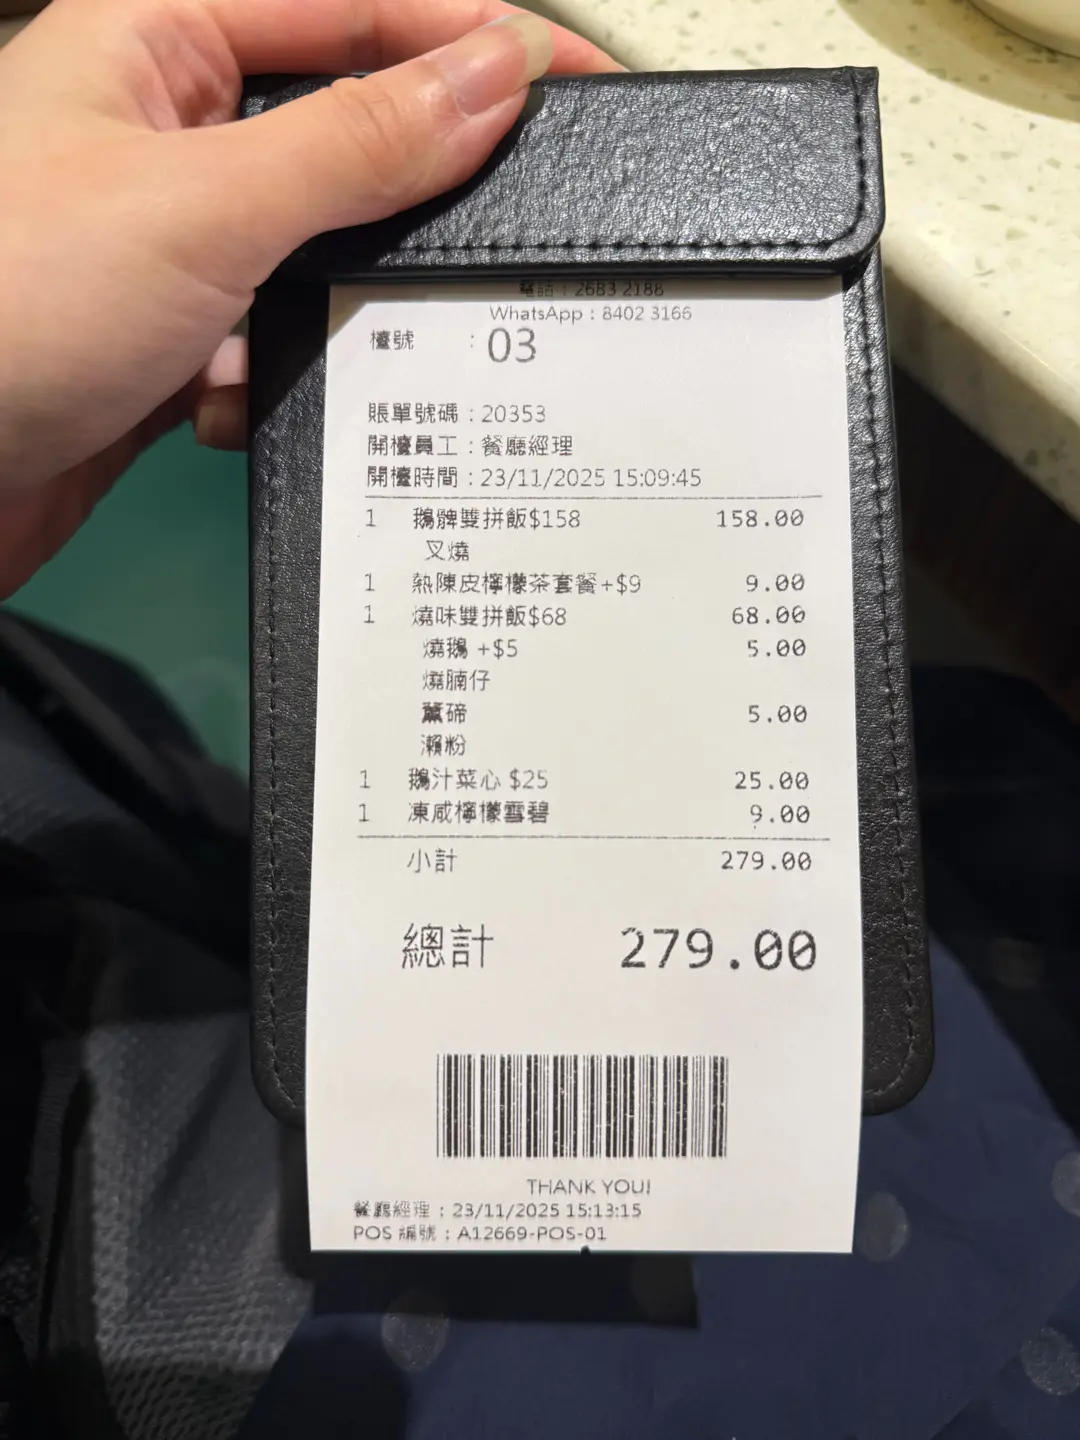 電話：2683 2188
WhatsApp：8402 3166
檯號 ：03
賬單號碼：20353
開檯員工：餐廳經理
開檯時間：23/11/2025 15:09:45
1 鵝髀雙拼飯$158 158.00
叉燒
1 熱陳皮檸檬茶套餐+$9 9.00
1 燒味雙拼飯$68 68.00
燒鵝 +$5 5.00
燒腩仔
薰蹄 5.00
瀨粉
1 鵝汁菜心 $25 25.00
1 凍咸檸檬雪碧 9.00
小計 279.00
總計 279.00
THANK YOU!
餐廳經理：23/11/2025 15:13:15
POS 編號：A12669-POS-01